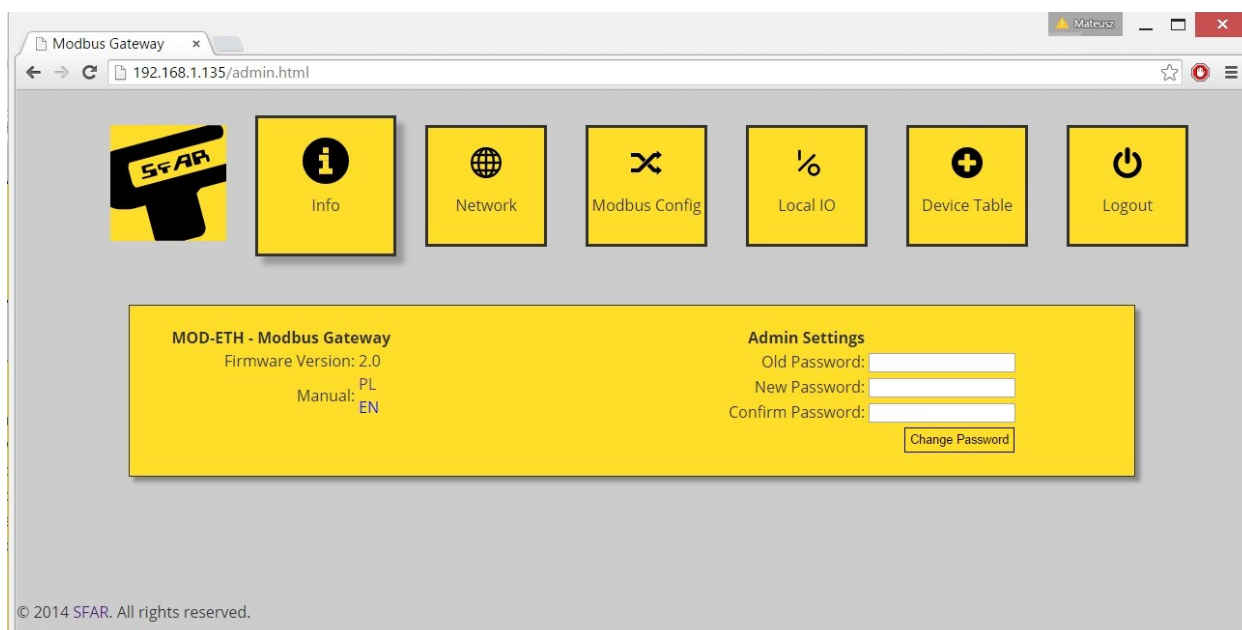 Mateusz
Modbus Gateway
192.168.1.135/admin.html
SFAR
Info
Network
Modbus Config
I/O
Local IO
Device Table
Logout
MOD-ETH - Modbus Gateway
Firmware Version: 2.0
Manual: PL
EN
Admin Settings
Old Password:
New Password:
Confirm Password:
Change Password
© 2014 SFAR. All rights reserved.